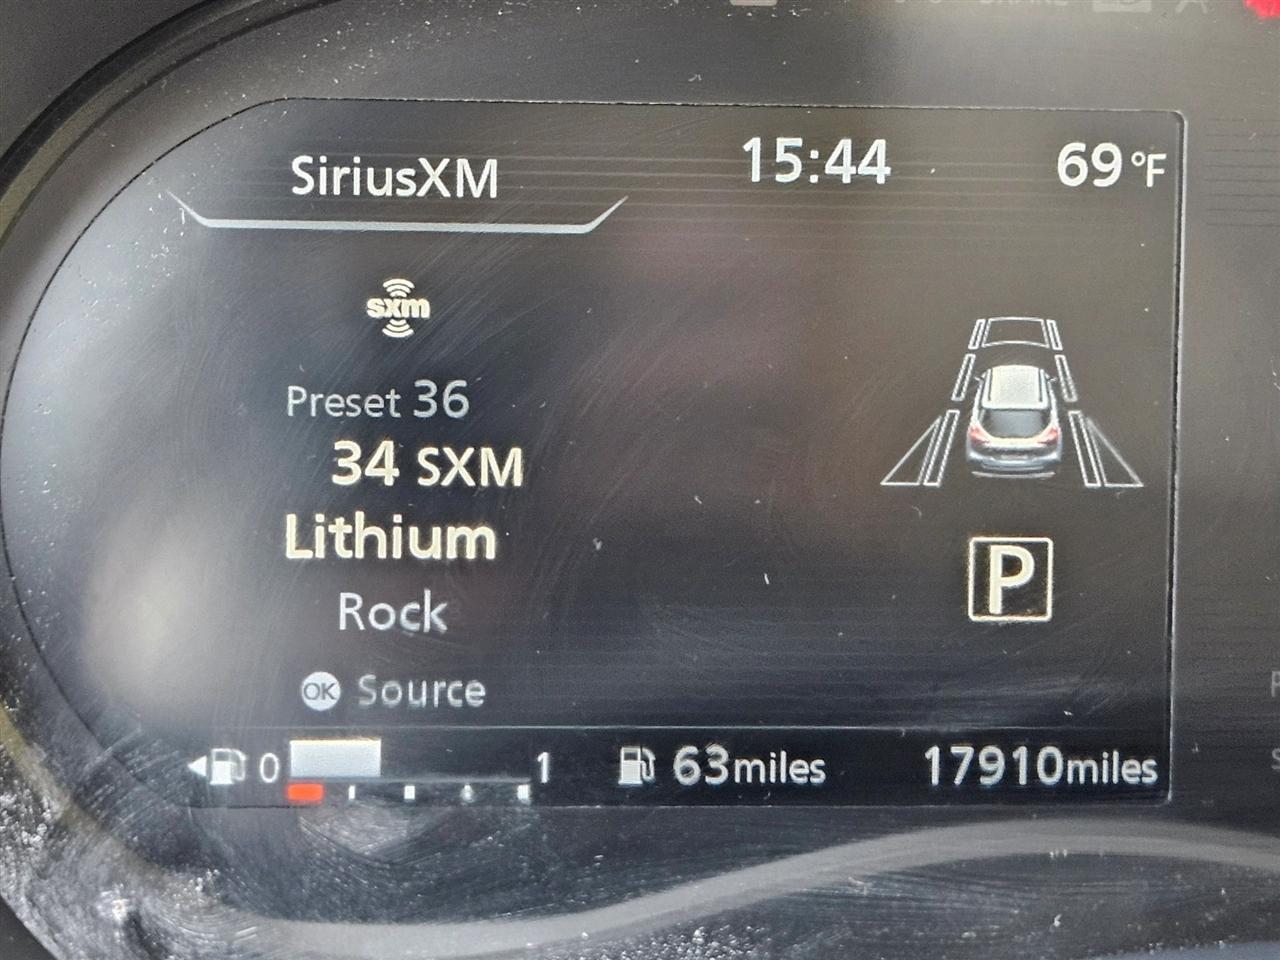 SiriusXM
15:44
69°F
sxm
Preset 36
34 SXM
Lithium
Rock
P
OK Source
0
1
63miles
17910miles